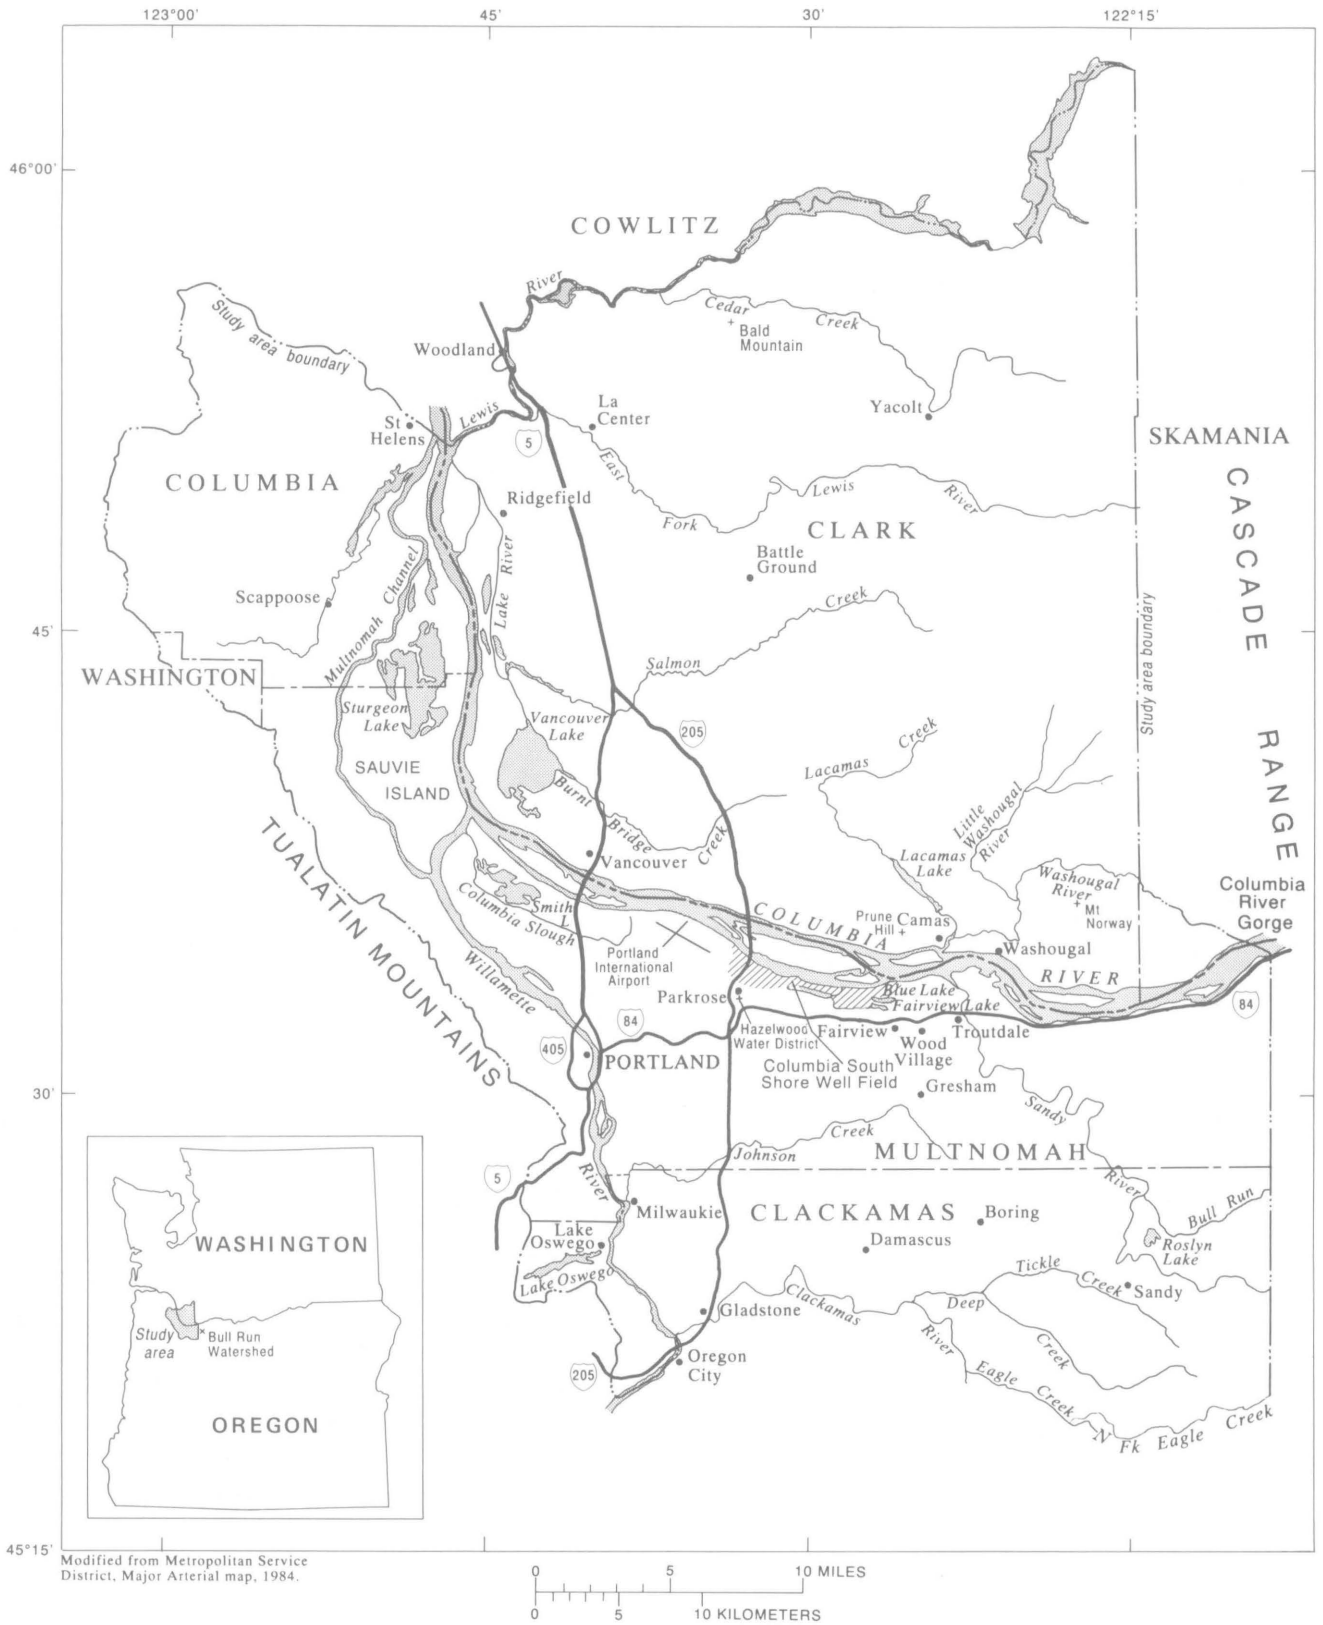 123°00'
45'
30'
122°15'
46°00'
COWLITZ
River
Cedar
Creek
Bald
Mountain
Study area boundary
Woodland
Lewis
La
Center
Yacolt
St
Helens
5
SKAMANIA
COLUMBIA
East
Fork
Lewis
River
Ridgefield
CLARK
CASCADE RANGE
Battle
Ground
Multnomah Channel
Lake River
Scappoose
Creek
Salmon
Study area boundary
45'
WASHINGTON
Sturgeon
Lake
Vancouver
Lake
205
SAUVIE
ISLAND
Lacamas
Creek
Burnt
Bridge
Creek
Little
Washougal
River
TUALATIN MOUNTAINS
Vancouver
Lacamas
Lake
Washougal
River
Mt
Norway
Columbia
River
Gorge
Smith
L
Columbia Slough
COLUMBIA
RIVER
Prune
Hill
Camas
Washougal
Portland
International
Airport
Willamette
Parkrose
Blue Lake
Fairview Lake
84
84
Hazelwood
Water District
Fairview
Wood
Village
Troutdale
405
PORTLAND
Columbia South
Shore Well Field
Gresham
30'
Sandy
Johnson
Creek
MULTNOMAH
5
River
River
Bull Run
Milwaukie
CLACKAMAS
Boring
Damascus
Roslyn
Lake
Lake
Oswego
Lake Oswego
Tickle
Creek
Sandy
Gladstone
Clackamas
River
Deep
Creek
Oregon
City
205
Eagle
Creek
N Fk Eagle Creek
WASHINGTON
Study
area
Bull Run
Watershed
OREGON
45°15'
Modified from Metropolitan Service
District, Major Arterial map, 1984.
0 5 10 MILES
0 5 10 KILOMETERS